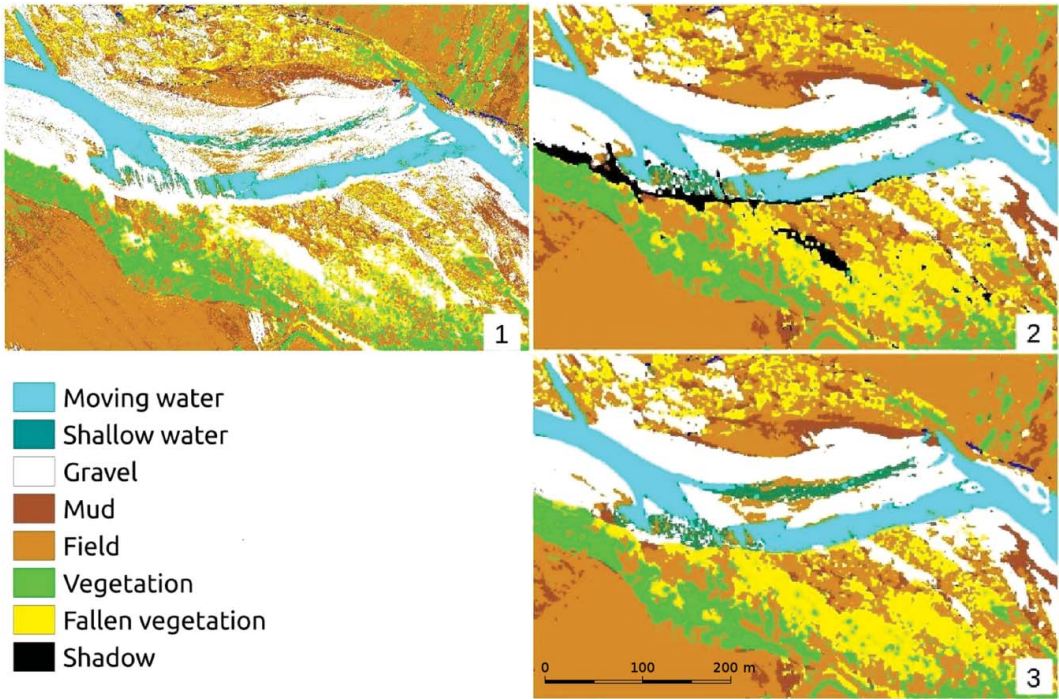 1
2
Moving water
Shallow water
Gravel
Mud
Field
Vegetation
Fallen vegetation
Shadow
0 100 200 m
3